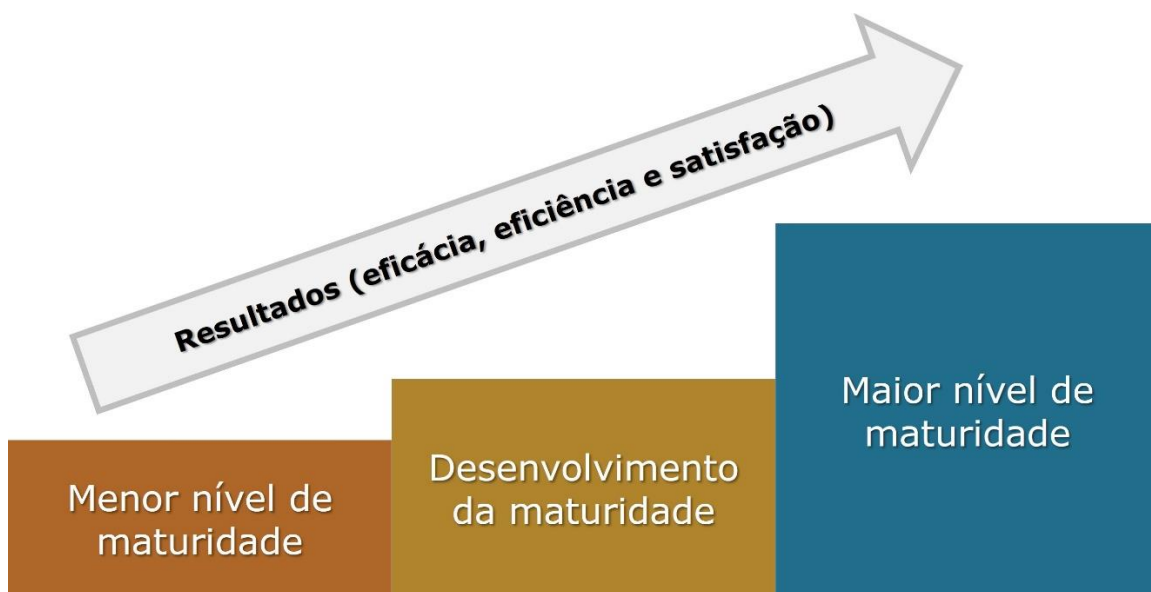 Resultados (eficácia, eficiência e satisfação)
Menor nível de
maturidade
Desenvolvimento
da maturidade
Maior nível de
maturidade